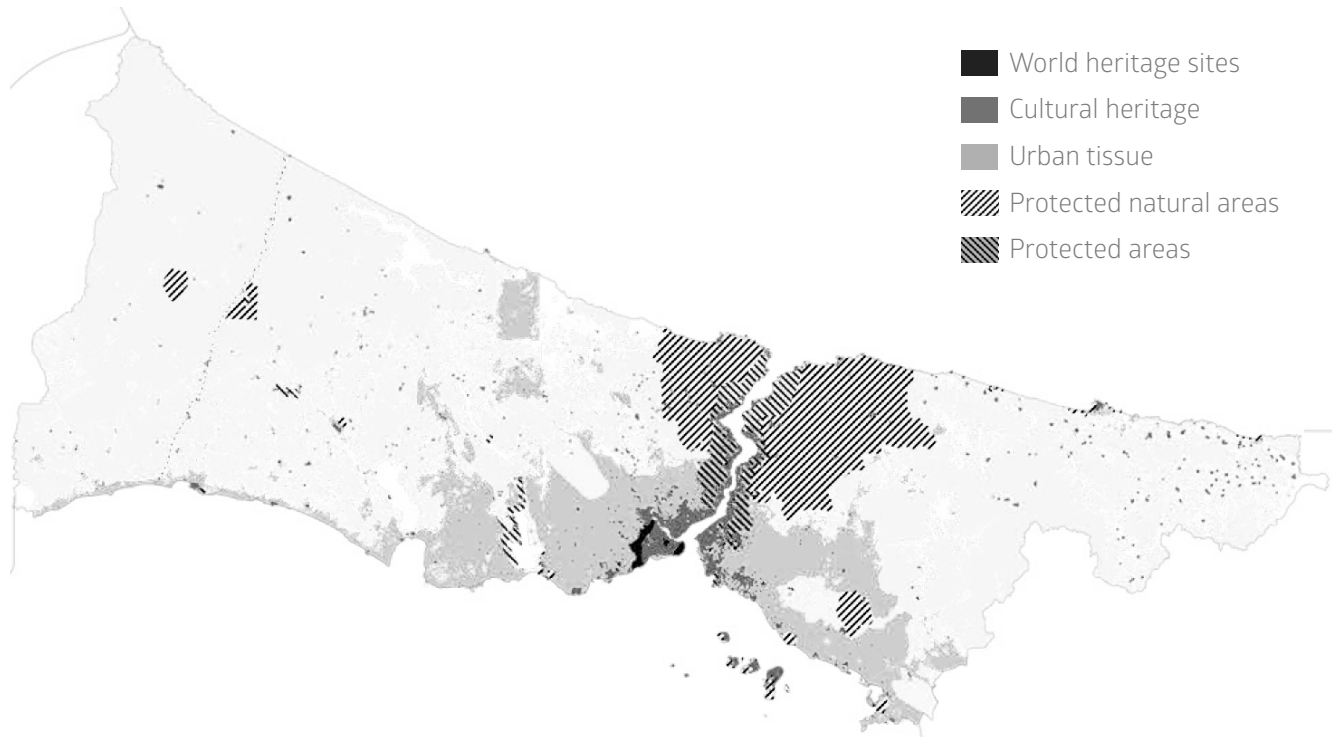 World heritage sites
Cultural heritage
Urban tissue
Protected natural areas
Protected areas